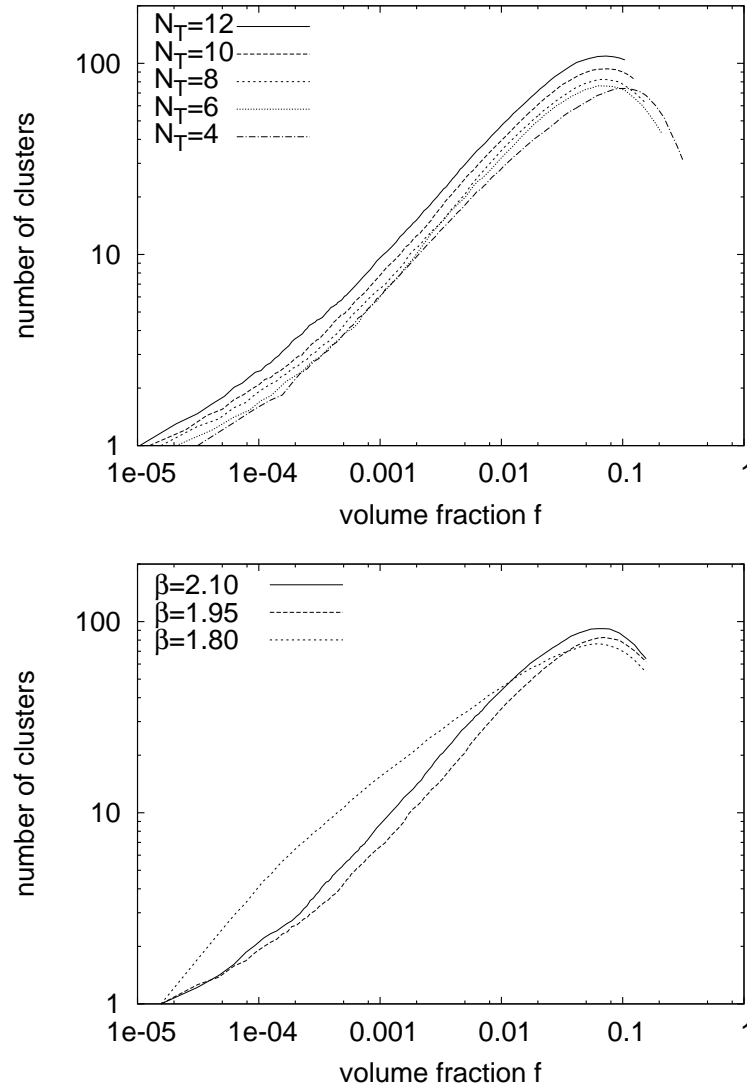 N_T=12
N_T=10
N_T=8
N_T=6
N_T=4
100
10
1
number of clusters
1e-05 1e-04 0.001 0.01 0.1 1
volume fraction f
β=2.10
β=1.95
β=1.80
100
10
1
number of clusters
1e-05 1e-04 0.001 0.01 0.1 1
volume fraction f